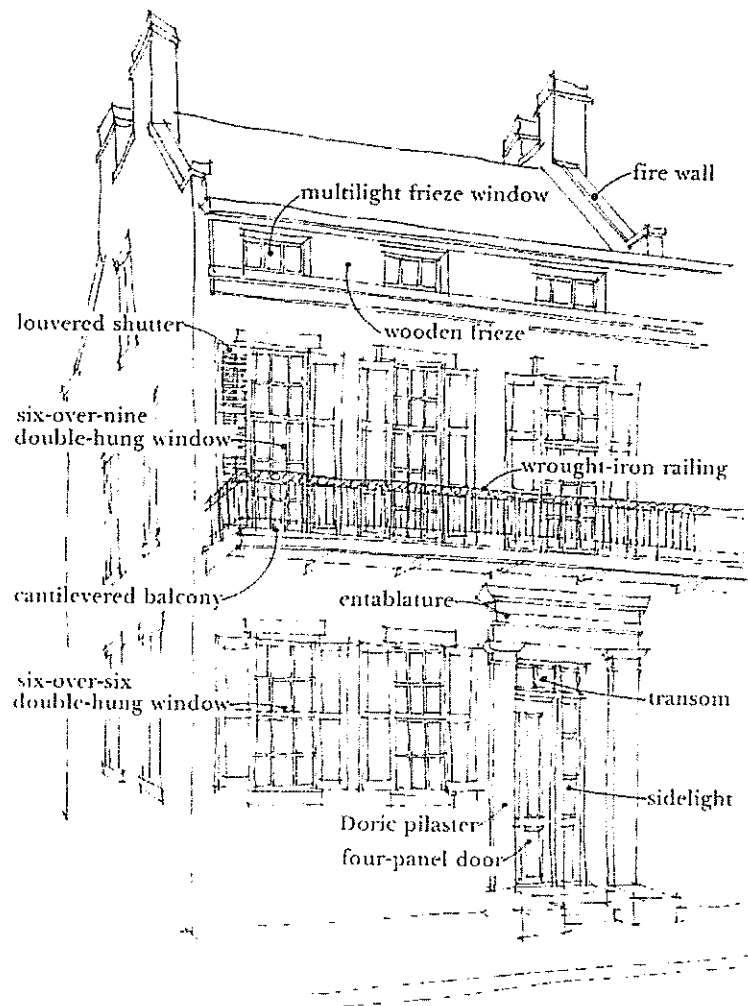 fire wall
multilight frieze window
louvered shutter
wooden frieze
six-over-nine
double-hung window
wrought-iron railing
cantilevered balcony
entablature
six-over-six
double-hung window
transom
sidelight
Doric pilaster
four-panel door